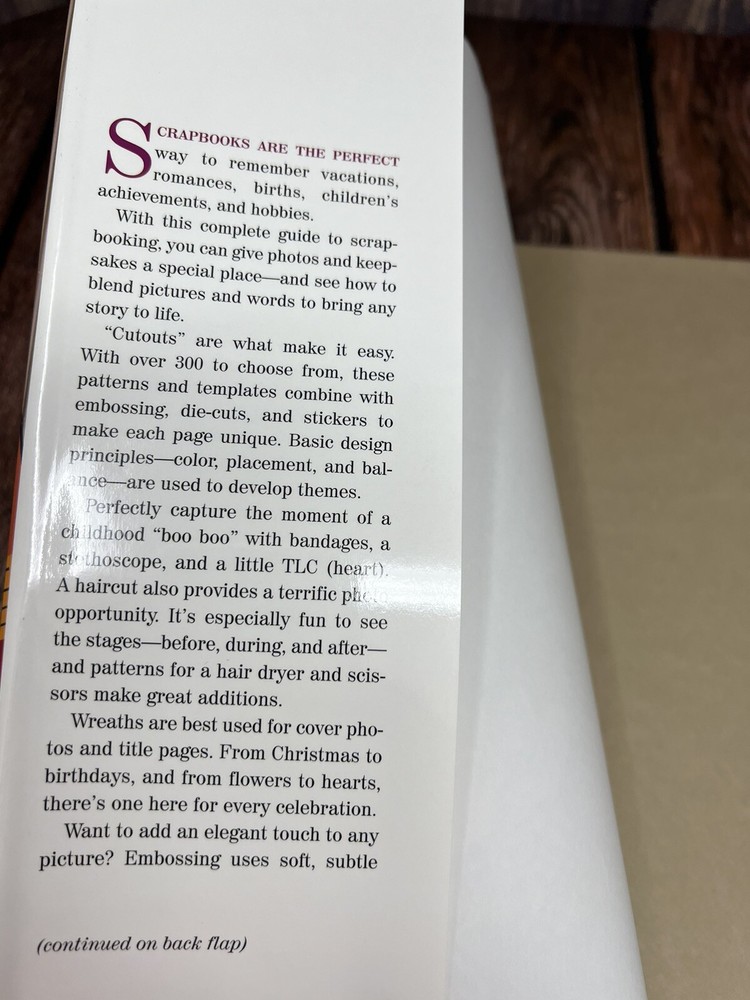 SCRAPBOOKS ARE THE PERFECT
way to remember vacations,
romances, births, children's
achievements, and hobbies.
With this complete guide to scrap-
booking, you can give photos and keep-
sakes a special place—and see how to
blend pictures and words to bring any
story to life.
“Cutouts” are what make it easy.
With over 300 to choose from, these
patterns and templates combine with
embossing, die-cuts, and stickers to
make each page unique. Basic design
principles—color, placement, and bal-
ance—are used to develop themes.
Perfectly capture the moment of a
childhood “boo boo” with bandages, a
stethoscope, and a little TLC (heart).
A haircut also provides a terrific photo
opportunity. It's especially fun to see
the stages—before, during, and after—
and patterns for a hair dryer and scis-
sors make great additions.
Wreaths are best used for cover pho-
tos and title pages. From Christmas to
birthdays, and from flowers to hearts,
there's one here for every celebration.
Want to add an elegant touch to any
picture? Embossing uses soft, subtle
(continued on back flap)